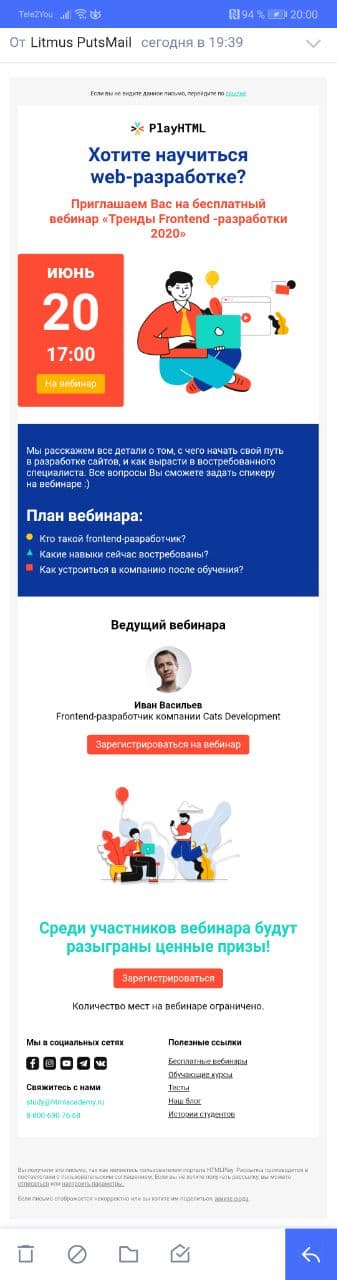 Tele2You 94 % 20:00
От Litmus PutsMail сегодня в 19:39
Если вы не видите данное письмо, перейдите по ссылке
PlayHTML
Хотите научиться
web-разработке?
Приглашаем Вас на бесплатный
вебинар «Тренды Frontend -разработки
2020»
ИЮНЬ
20
17:00
На вебинар
Мы расскажем все детали о том, с чего начать свой путь
в разработке сайтов, и как вырасти в востребованного
специалиста. Все вопросы Вы сможете задать спикеру
на вебинаре :)
План вебинара:
Кто такой frontend-разработчик?
Какие навыки сейчас востребованы?
Как устроиться в компанию после обучения?
Ведущий вебинара
Иван Васильев
Frontend-разработчик компании Cats Development
Зарегистрироваться на вебинар
Среди участников вебинара будут
разыграны ценные призы!
Зарегистрироваться
Количество мест на вебинаре ограничено.
Мы в социальных сетях
Свяжитесь с нами
study@htmlacademy.ru
8-800-690-76-68
Полезные ссылки
Бесплатные вебинары
Обучающие курсы
Тесты
Наш блог
Истории студентов
Вы получили это письмо, так как являетесь пользователем портала HTMLPlay. Рассылка производится в
соответствии с пользовательским соглашением. Если вы не хотите получать рассылку, вы можете
отписаться или настроить параметры.
Если письмо отображается некорректно или вы хотите им поделиться, жмите сюда.